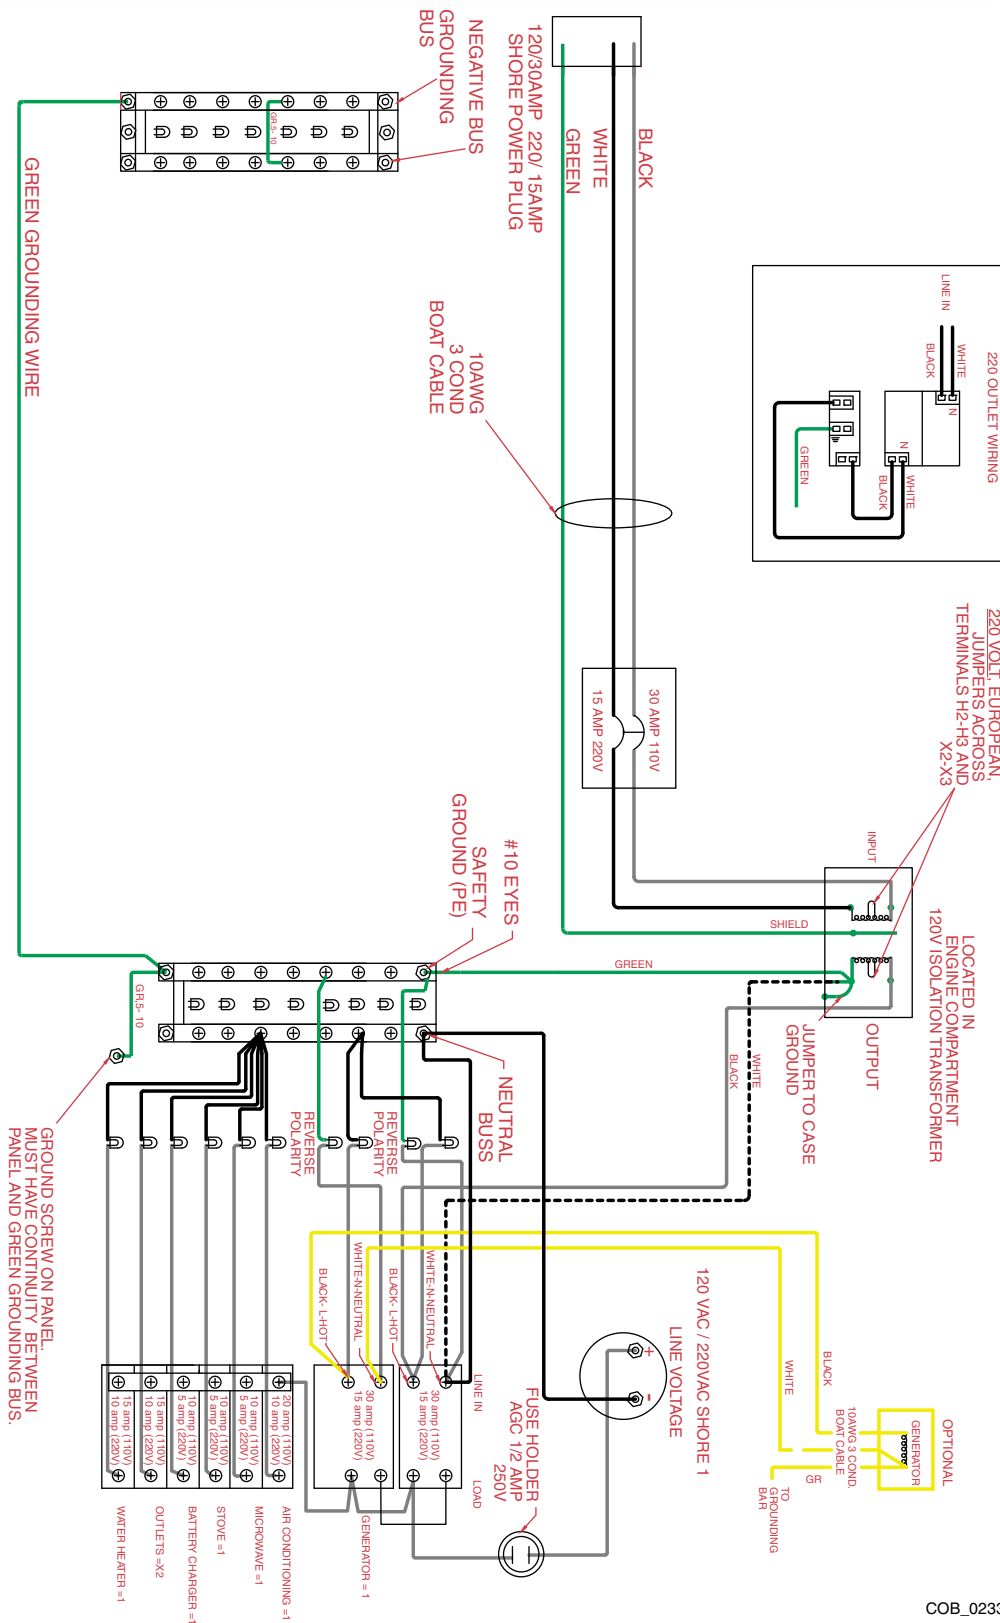 GROUNDING
BUS
NEGATIVE BUS
120/30AMP 220/ 15AMP
SHORE POWER PLUG
BLACK
WHITE
GREEN
GR,5- 10
GREEN GROUNDING WIRE
10AWG
3 COND
BOAT CABLE
220 OUTLET WIRING
LINE IN
WHITE
BLACK
N
N
WHITE
BLACK
GREEN
220 VOLT, EUROPEAN,
JUMPERS ACROSS
TERMINALS H2-H3 AND
X2-X3
30 AMP 110V
15 AMP 220V
INPUT
SHIELD
OUTPUT
LOCATED IN
ENGINE COMPARTMENT
120V ISOLATION TRANSFORMER
JUMPER TO CASE
GROUND
#10 EYES
SAFETY
GROUND (PE)
GREEN
WHITE
BLACK
GR,5- 10
NEUTRAL
BUSS
REVERSE
POLARITY
REVERSE
POLARITY
GROUND SCREW ON PANEL.
MUST HAVE CONTINUITY BETWEEN
PANEL AND GREEN GROUNDING BUS.
BLACK- L-HOT
WHITE-N-NEUTRAL
BLACK- L-HOT
WHITE-N-NEUTRAL
120 VAC / 220VAC SHORE 1
LINE VOLTAGE
+
-
FUSE HOLDER
AGC 1/2 AMP
250V
LINE IN
LOAD
30 amp (110V)
15 amp (220V)
30 amp (110V)
15 amp (220V)
GENERATOR = 1
20 amp (110V)
10 amp (220V)
10 amp (110V)
5 amp (220V)
10 amp (110V)
5 amp (220V)
10 amp (110V)
5 amp (220V)
15 amp (110V)
10 amp (220V)
15 amp (110V)
10 amp (220V)
AIR CONDITIONING =1
MICROWAVE =1
STOVE =1
BATTERY CHARGER =1
OUTLETS =X2
WATER HEATER =1
OPTIONAL
GENERATOR
BLACK
WHITE
10AWG 3 COND.
BOAT CABLE
GR
TO
GROUNDING
BAR
COB_0233